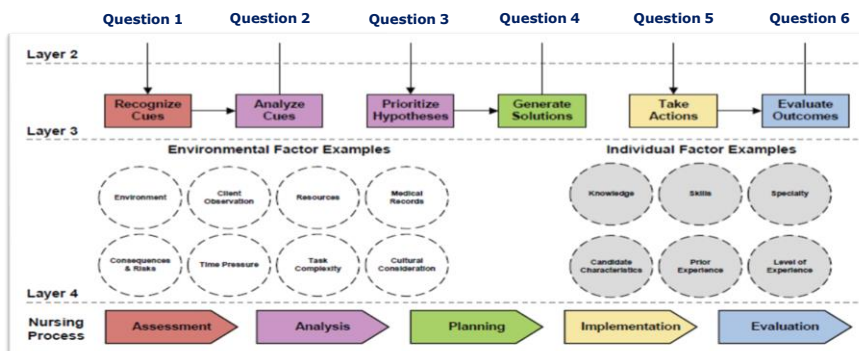 Question 1 Question 2 Question 3 Question 4 Question 5 Question 6
Layer 2
Recognize Cues
Analyze Cues
Prioritize Hypotheses
Generate Solutions
Take Actions
Evaluate Outcomes
Layer 3
Environmental Factor Examples
Individual Factor Examples
Environment
Client Observation
Resources
Medical Records
Knowledge
Skills
Specialty
Consequences & Risks
Time Pressure
Task Complexity
Cultural Consideration
Candidate Characteristics
Prior Experience
Level of Experience
Layer 4
Nursing Process
Assessment
Analysis
Planning
Implementation
Evaluation